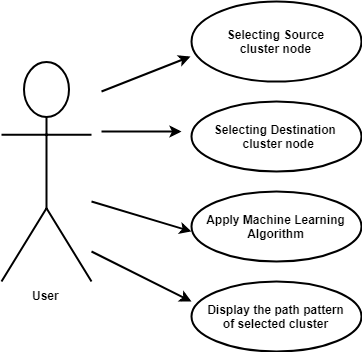 Selecting Source
cluster node
Selecting Destination
cluster node
Apply Machine Learning
Algorithm
Display the path pattern
of selected cluster
User